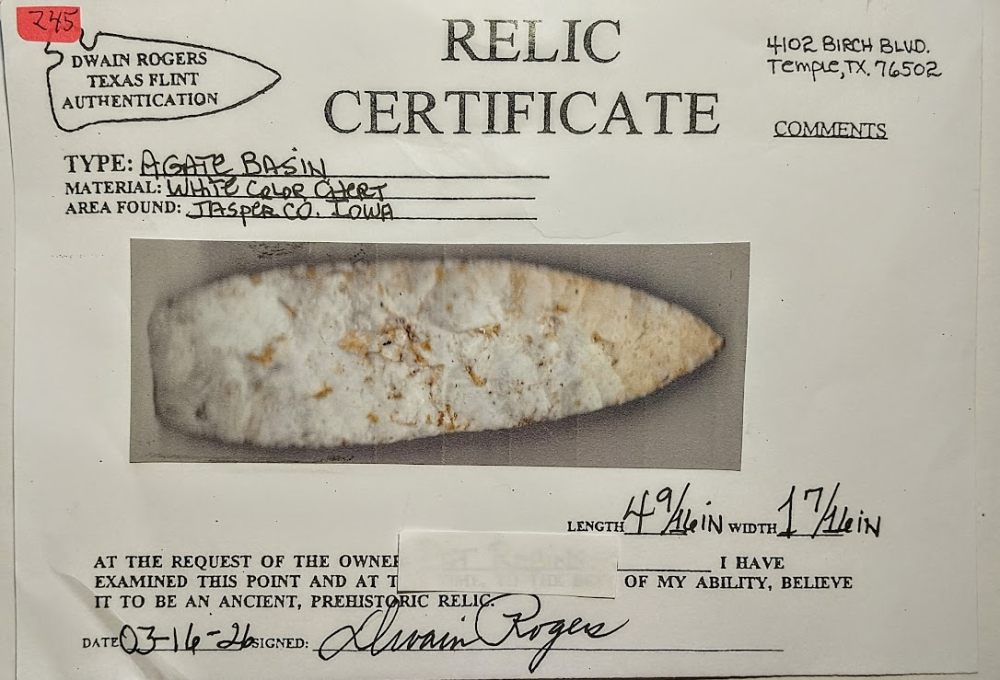 245
DWAIN ROGERS
TEXAS FLINT
AUTHENTICATION
RELIC
CERTIFICATE
4102 BIRCH BLVD.
Temple, TX. 76502
COMMENTS
TYPE: AGATE BASIN
MATERIAL: WHITE COLOR CHERT
AREA FOUND: JASPER CO. IOWA
LENGTH 4 9/16 IN WIDTH 1 7/16 IN
AT THE REQUEST OF THE OWNER I HAVE
EXAMINED THIS POINT AND AT T OF MY ABILITY, BELIEVE
IT TO BE AN ANCIENT, PREHISTORIC RELIC.
DATE 03-16-26 SIGNED: Dwain Rogers